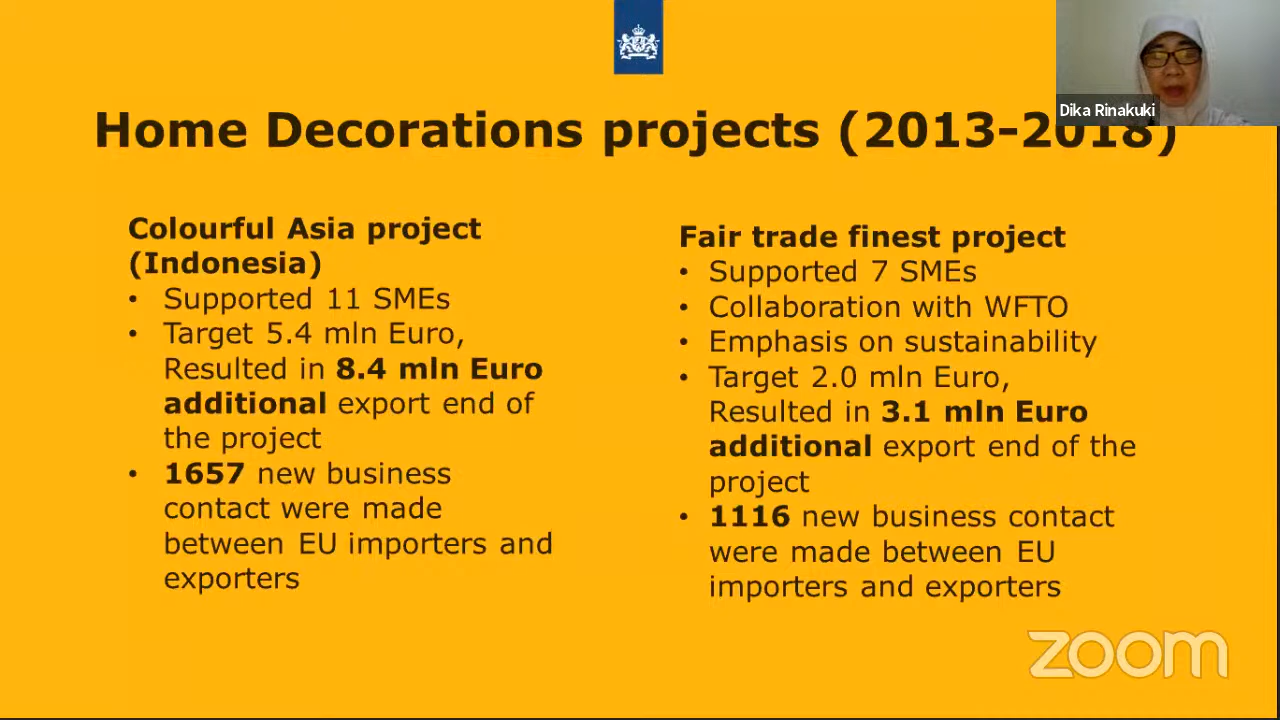 Dika Rinakuki
Home Decorations projects (2013-2018)
Colourful Asia project
(Indonesia)
• Supported 11 SMEs
• Target 5.4 mln Euro,
Resulted in 8.4 mln Euro
additional export end of
the project
• 1657 new business
contact were made
between EU importers and
exporters
Fair trade finest project
• Supported 7 SMEs
• Collaboration with WFTO
• Emphasis on sustainability
• Target 2.0 mln Euro,
Resulted in 3.1 mln Euro
additional export end of the
project
• 1116 new business contact
were made between EU
importers and exporters
zoom